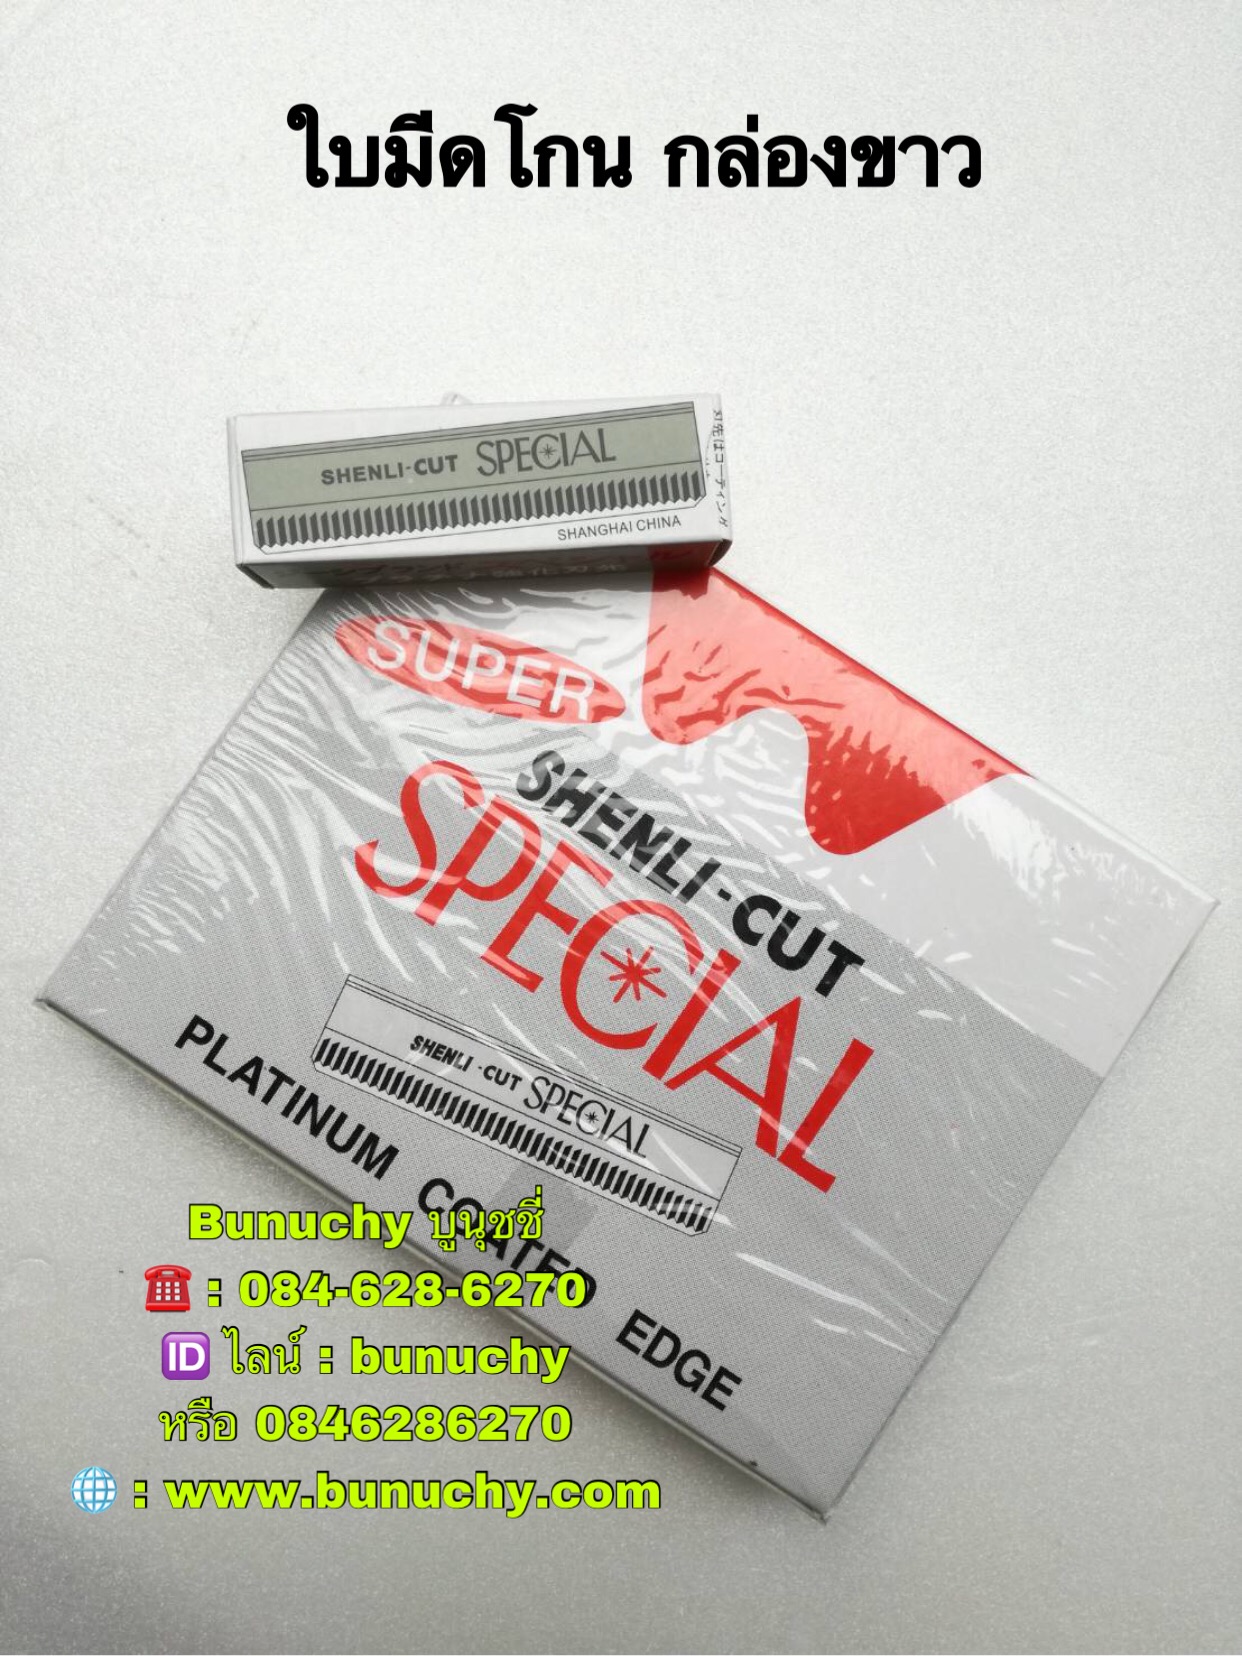 ใบมีดโกน กล่องขาว
SHENLI-CUT SPECIAL
SHANGHAI CHINA
SUPER
SHENLI-CUT
SPECIAL
SHENLI-CUT SPECIAL
PLATINUM COATED EDGE
Bunuchy บูนุชชี่
: 084-628-6270
ID ไลน์ : bunuchy
หรือ 0846286270
: www.bunuchy.com